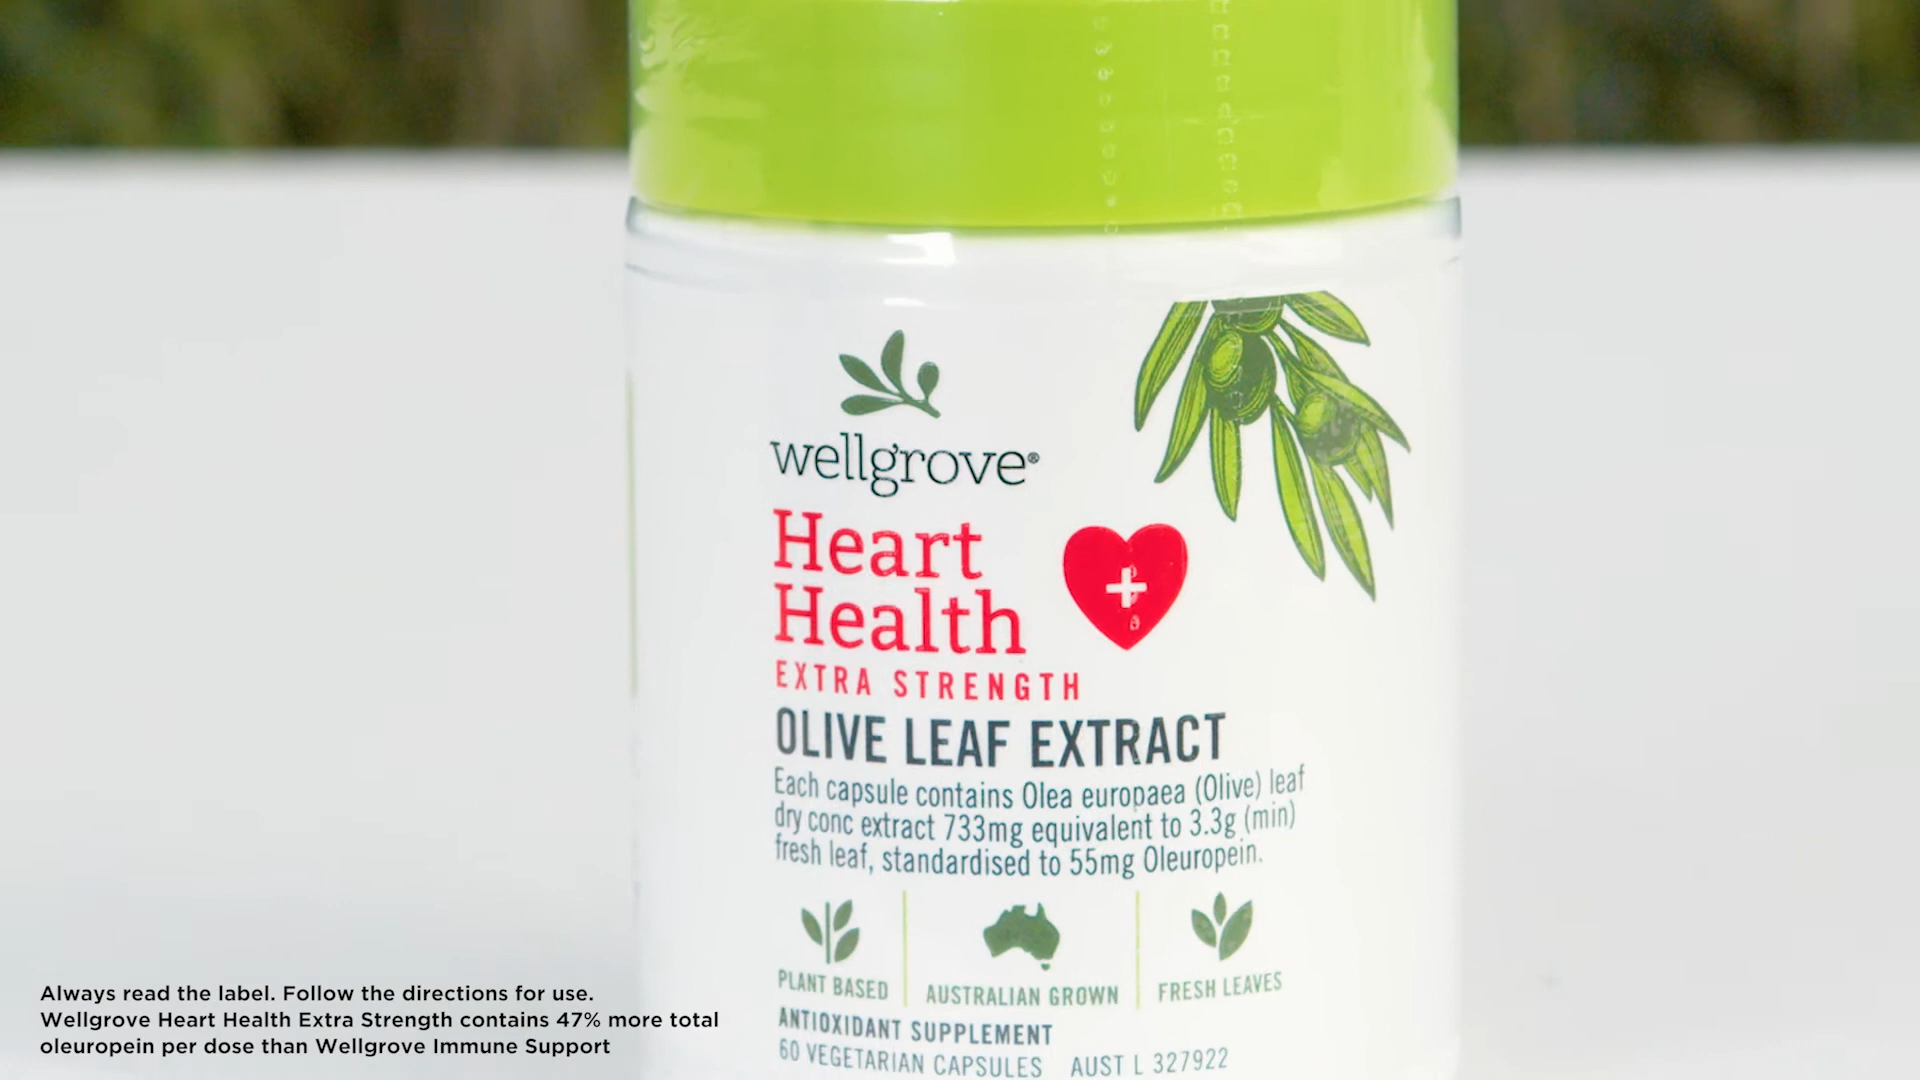 wellgrove®
Heart
Health
EXTRA STRENGTH
OLIVE LEAF EXTRACT
Each capsule contains Olea europaea (Olive) leaf
dry conc extract 733mg equivalent to 3.3g (min)
fresh leaf, standardised to 55mg Oleuropein.
PLANT BASED
AUSTRALIAN GROWN
FRESH LEAVES
ANTIOXIDANT SUPPLEMENT
60 VEGETARIAN CAPSULES AUST L 327922
Always read the label. Follow the directions for use.
Wellgrove Heart Health Extra Strength contains 47% more total
oleuropein per dose than Wellgrove Immune Support